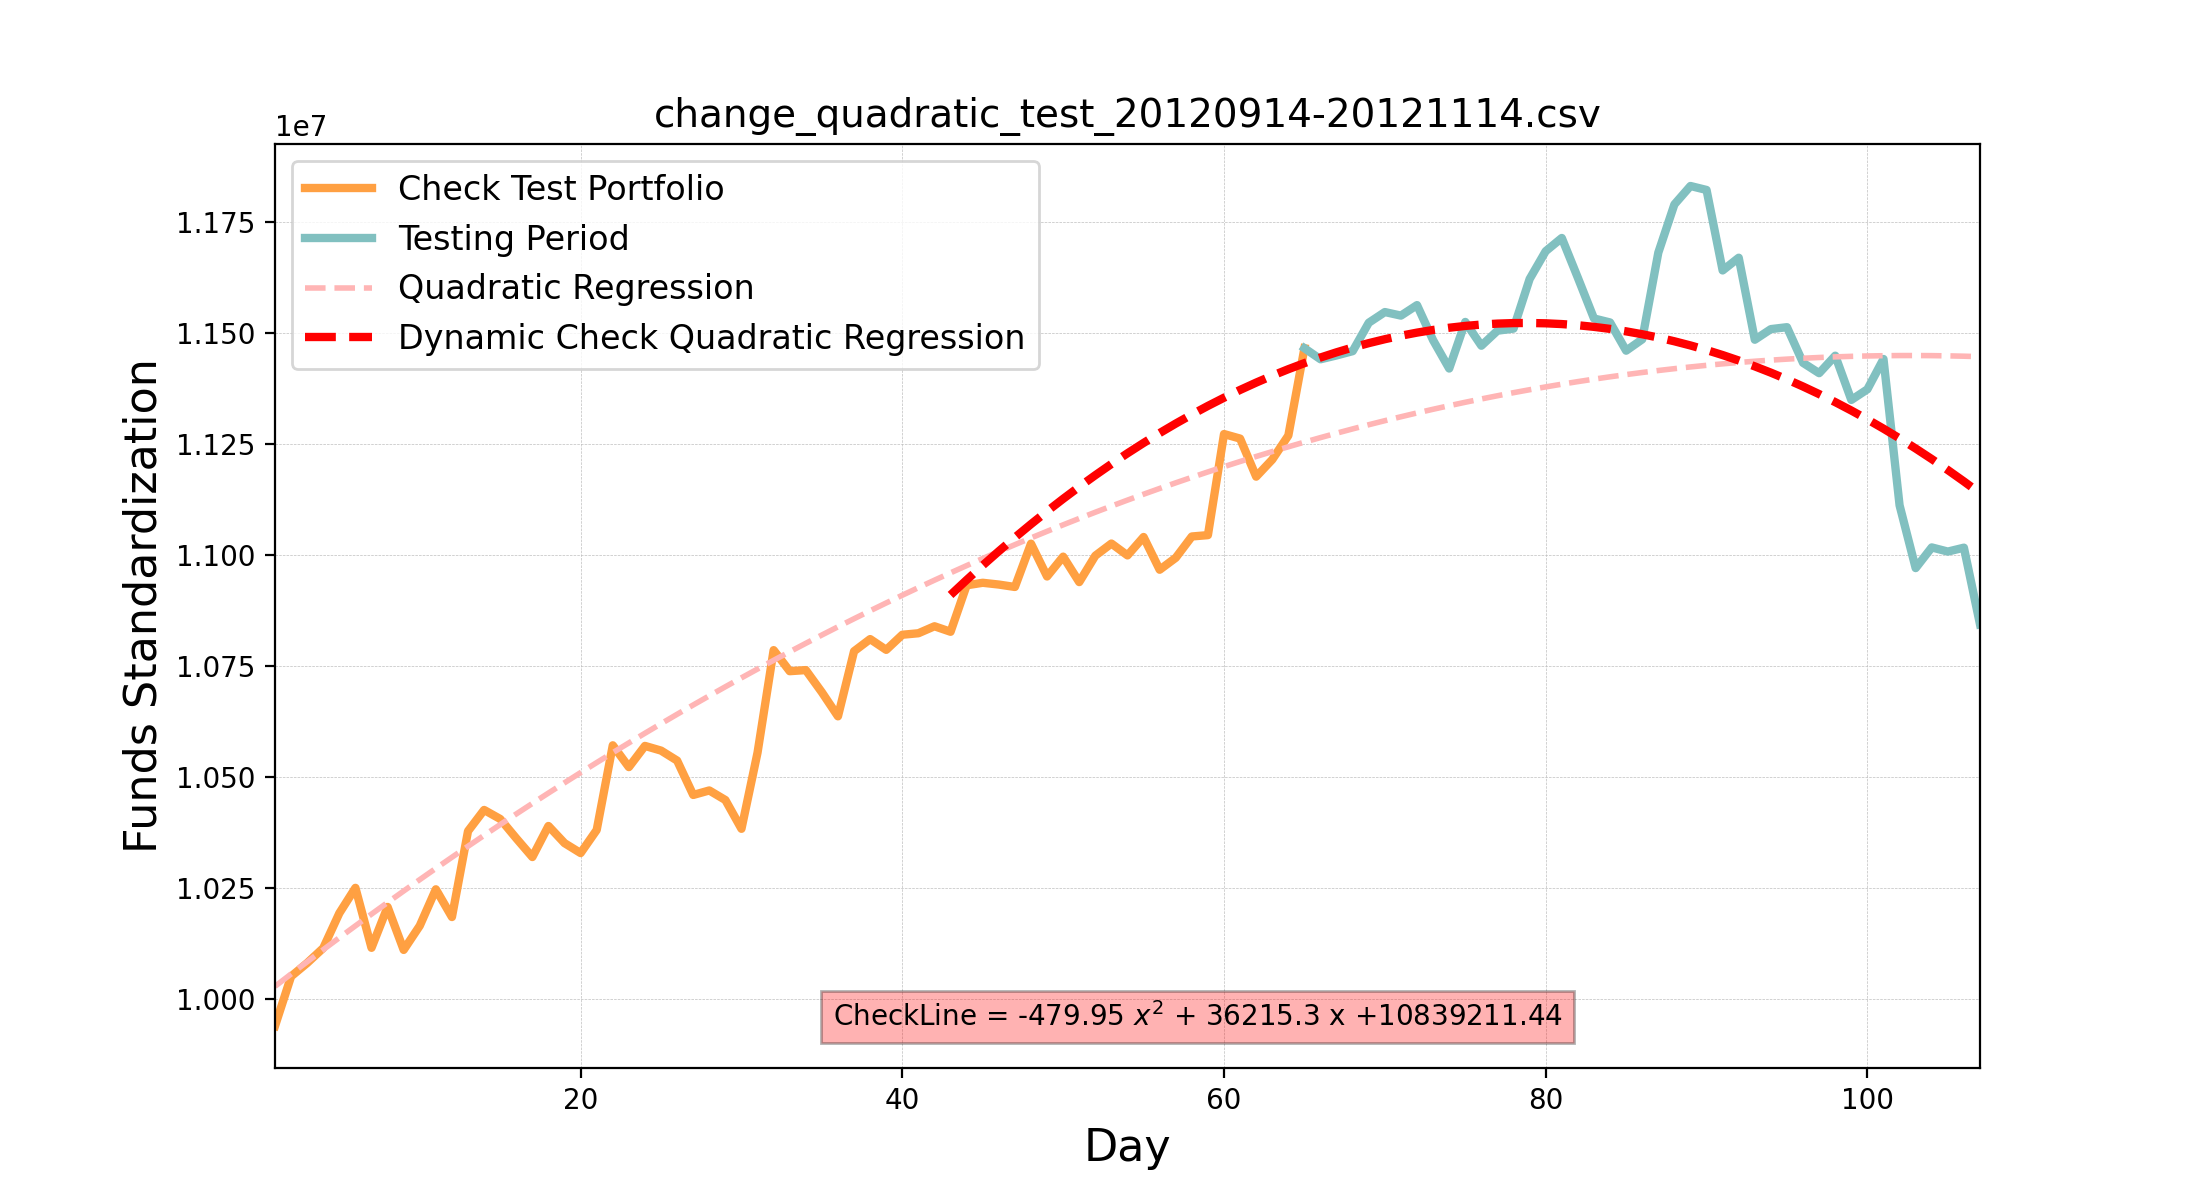 change_quadratic_test_20120914-20121114.csv
1e7
Check Test Portfolio
Testing Period
Quadratic Regression
Dynamic Check Quadratic Regression
1.175
1.150
1.125
1.100
1.075
1.050
1.025
1.000
Funds Standardization
CheckLine = -479.95 x² + 36215.3 x +10839211.44
20 40 60 80 100
Day